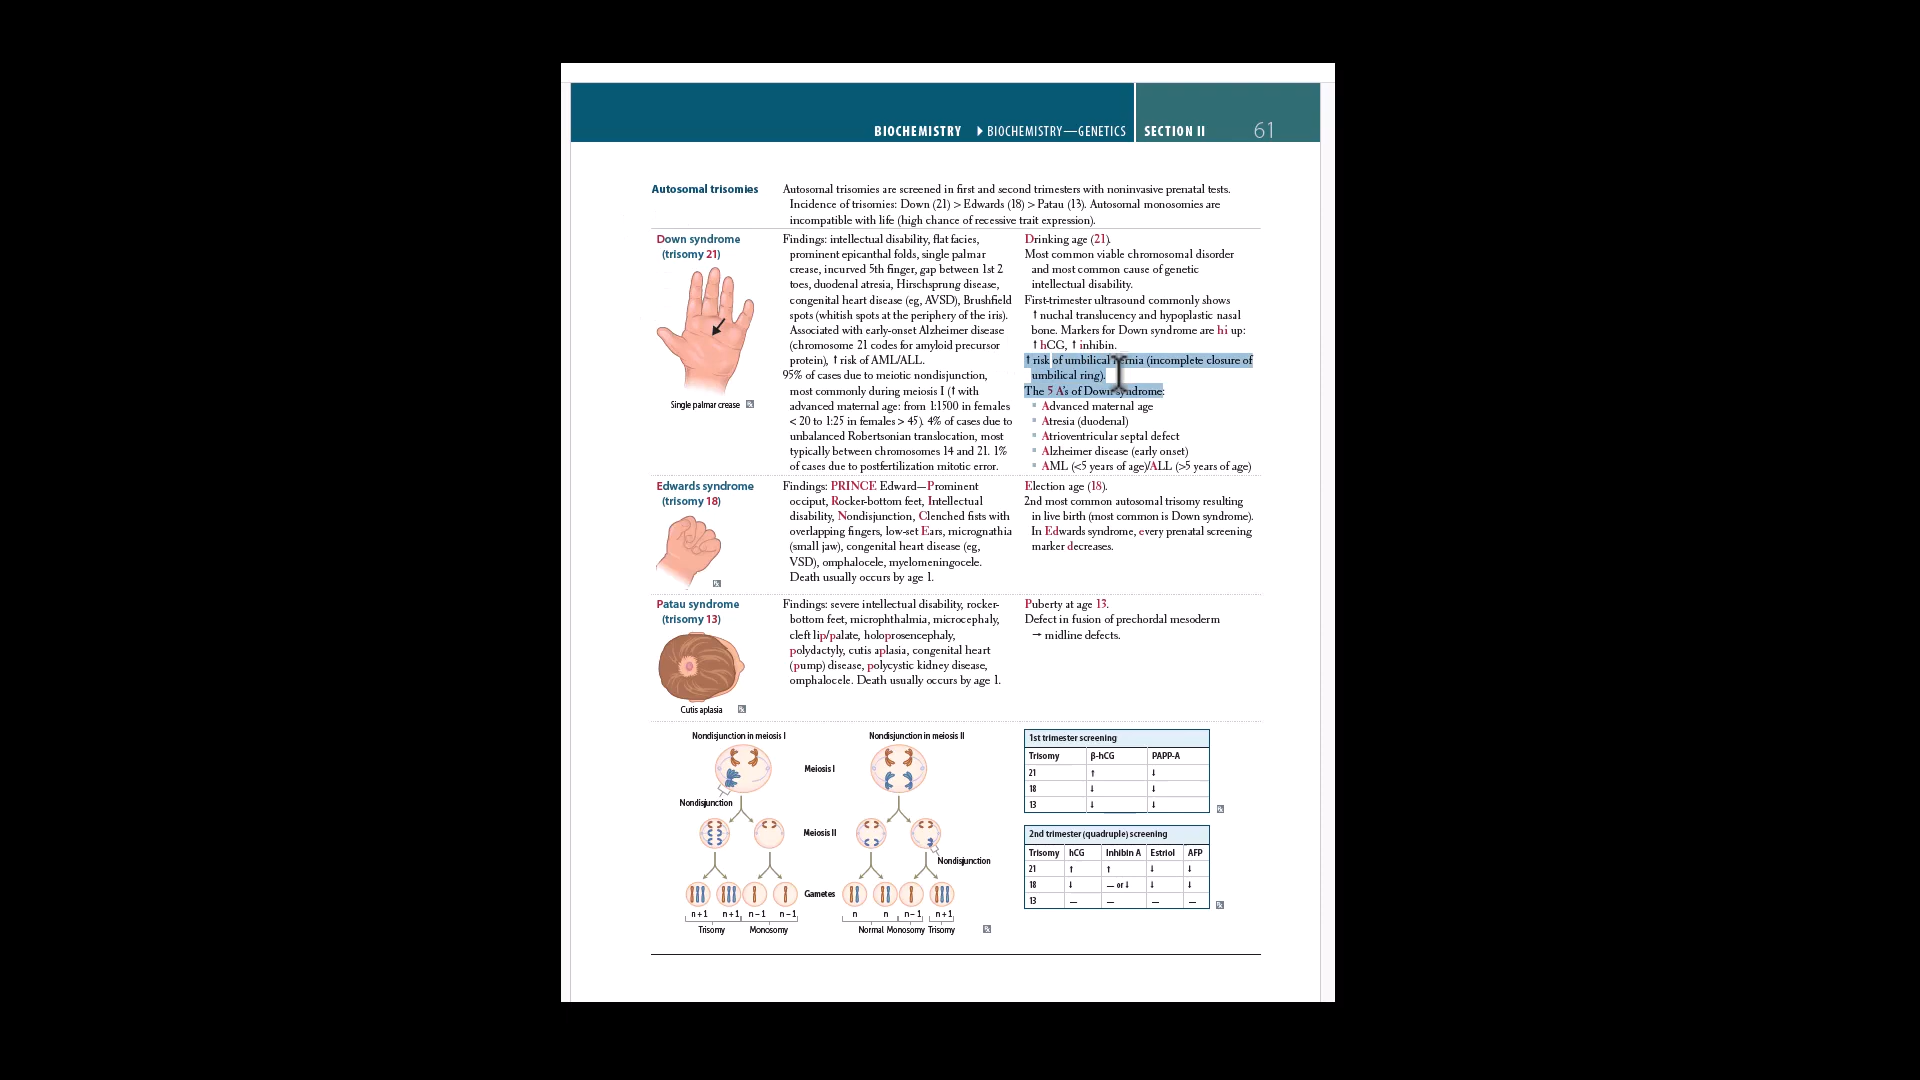 BIOCHEMISTRY ▶ BIOCHEMISTRY—GENETICS SECTION II 61
Autosomal trisomies
Autosomal trisomies are screened in first and second trimesters with noninvasive prenatal tests.
Incidence of trisomies: Down (21) > Edwards (18) > Patau (13). Autosomal monosomies are
incompatible with life (high chance of recessive trait expression).
Down syndrome
(trisomy 21)
Single palmar crease
Findings: intellectual disability, flat facies,
prominent epicanthal folds, single palmar
crease, incurved 5th finger, gap between 1st 2
toes, duodenal atresia, Hirschsprung disease,
congenital heart disease (eg, AVSD), Brushfield
spots (whitish spots at the periphery of the iris).
Associated with early-onset Alzheimer disease
(chromosome 21 codes for amyloid precursor
protein), ↑ risk of AML/ALL.
95% of cases due to meiotic nondisjunction,
most commonly during meiosis I (↑ with
advanced maternal age: from 1:1500 in females
< 20 to 1:25 in females > 45). 4% of cases due to
unbalanced Robertsonian translocation, most
typically between chromosomes 14 and 21. 1%
of cases due to postfertilization mitotic error.
Drinking age (21).
Most common viable chromosomal disorder
and most common cause of genetic
intellectual disability.
First-trimester ultrasound commonly shows
↑ nuchal translucency and hypoplastic nasal
bone. Markers for Down syndrome are hi up:
↑ hCG, ↑ inhibin.
↑ risk of umbilical hernia (incomplete closure of
umbilical ring).
The 5 A's of Down syndrome:
▪ Advanced maternal age
▪ Atresia (duodenal)
▪ Atrioventricular septal defect
▪ Alzheimer disease (early onset)
▪ AML (<5 years of age)/ALL (>5 years of age)
Edwards syndrome
(trisomy 18)
Findings: PRINCE Edward—Prominent
occiput, Rocker-bottom feet, Intellectual
disability, Nondisjunction, Clenched fists with
overlapping fingers, low-set Ears, micrognathia
(small jaw), congenital heart disease (eg,
VSD), omphalocele, myelomeningocele.
Death usually occurs by age 1.
Election age (18).
2nd most common autosomal trisomy resulting
in live birth (most common is Down syndrome).
In Edwards syndrome, every prenatal screening
marker decreases.
Patau syndrome
(trisomy 13)
Cutis aplasia
Findings: severe intellectual disability, rocker-
bottom feet, microphthalmia, microcephaly,
cleft lip/palate, holoprosencephaly,
polydactyly, cutis aplasia, congenital heart
(pump) disease, polycystic kidney disease,
omphalocele. Death usually occurs by age 1.
Puberty at age 13.
Defect in fusion of prechordal mesoderm
→ midline defects.
Nondisjunction in meiosis I
Nondisjunction in meiosis II
Meiosis I
Nondisjunction
Meiosis II
Nondisjunction
Gametes
n+1 n+1 n−1 n−1
n n n−1 n+1
Trisomy Monosomy
Normal Monosomy Trisomy
1st trimester screening
Trisomy β-hCG PAPP-A
21 ↑ ↓
18 ↓ ↓
13 ↓ ↓
2nd trimester (quadruple) screening
Trisomy hCG Inhibin A Estriol AFP
21 ↑ ↑ ↓ ↓
18 ↓ — or ↓ ↓ ↓
13 — — — —